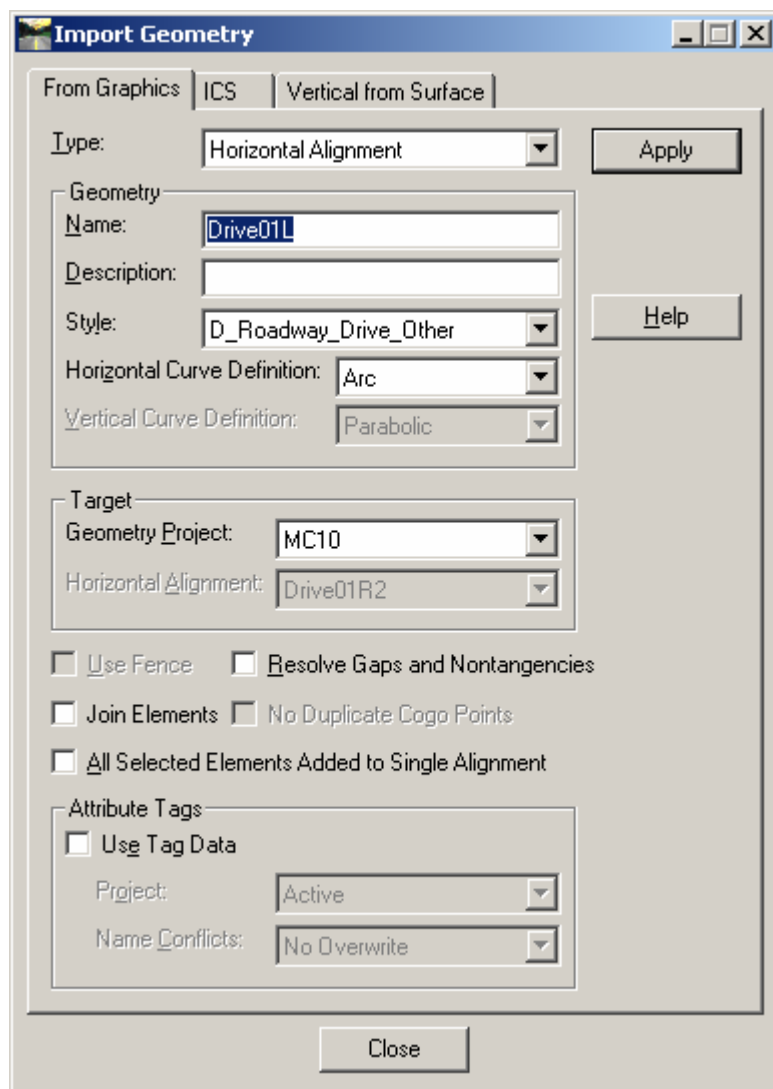 Import Geometry
From Graphics ICS Vertical from Surface
Type: Horizontal Alignment Apply
Geometry
Name: Drive01L
Description:
Style: D_Roadway_Drive_Other Help
Horizontal Curve Definition: Arc
Vertical Curve Definition: Parabolic
Target
Geometry Project: MC10
Horizontal Alignment: Drive01R2
Use Fence Resolve Gaps and Nontangencies
Join Elements No Duplicate Cogo Points
All Selected Elements Added to Single Alignment
Attribute Tags
Use Tag Data
Project: Active
Name Conflicts: No Overwrite
Close